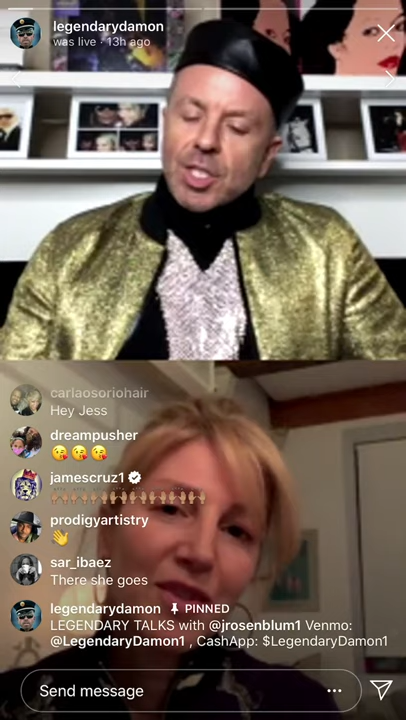 legendarydamon
was live · 13h ago
carlaosoriohair
Hey Jess
dreampusher
😘😘😘
jamescruz1
prodigyartistry
👋🏽
sar_ibaez
There she goes
legendarydamon PINNED
LEGENDARY TALKS with @jrosenblum1 Venmo:
@LegendaryDamon1 , CashApp: $LegendaryDamon1
Send message